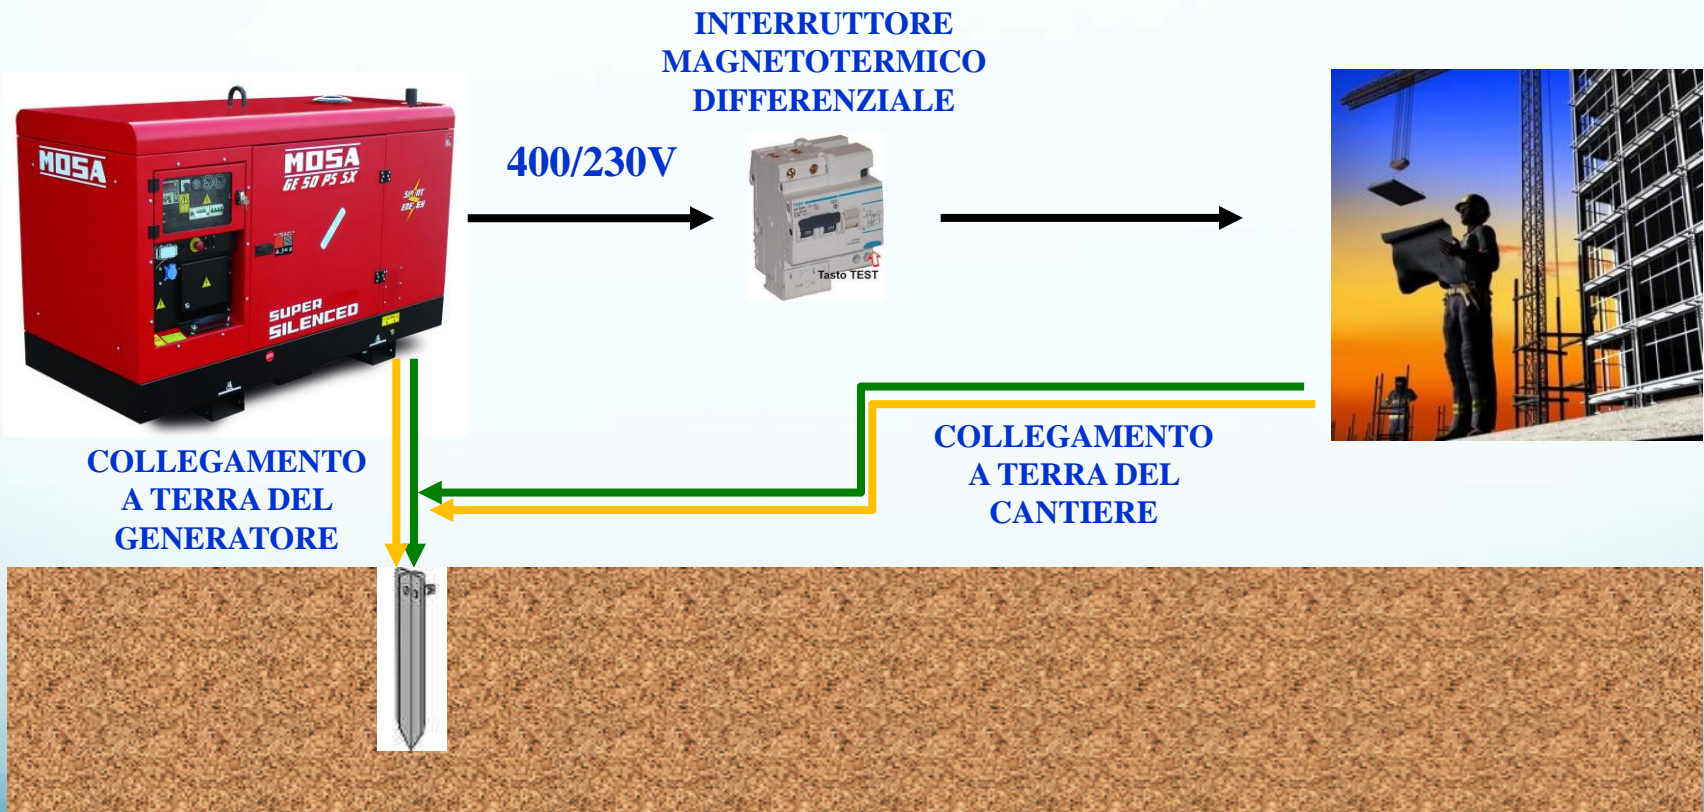 INTERRUTTORE
MAGNETOTERMICO
DIFFERENZIALE
400/230V
MOSA
MOSA
GE 50 PS SX
SUPER
SILENCED
Tasto TEST
COLLEGAMENTO
A TERRA DEL
GENERATORE
COLLEGAMENTO
A TERRA DEL
CANTIERE